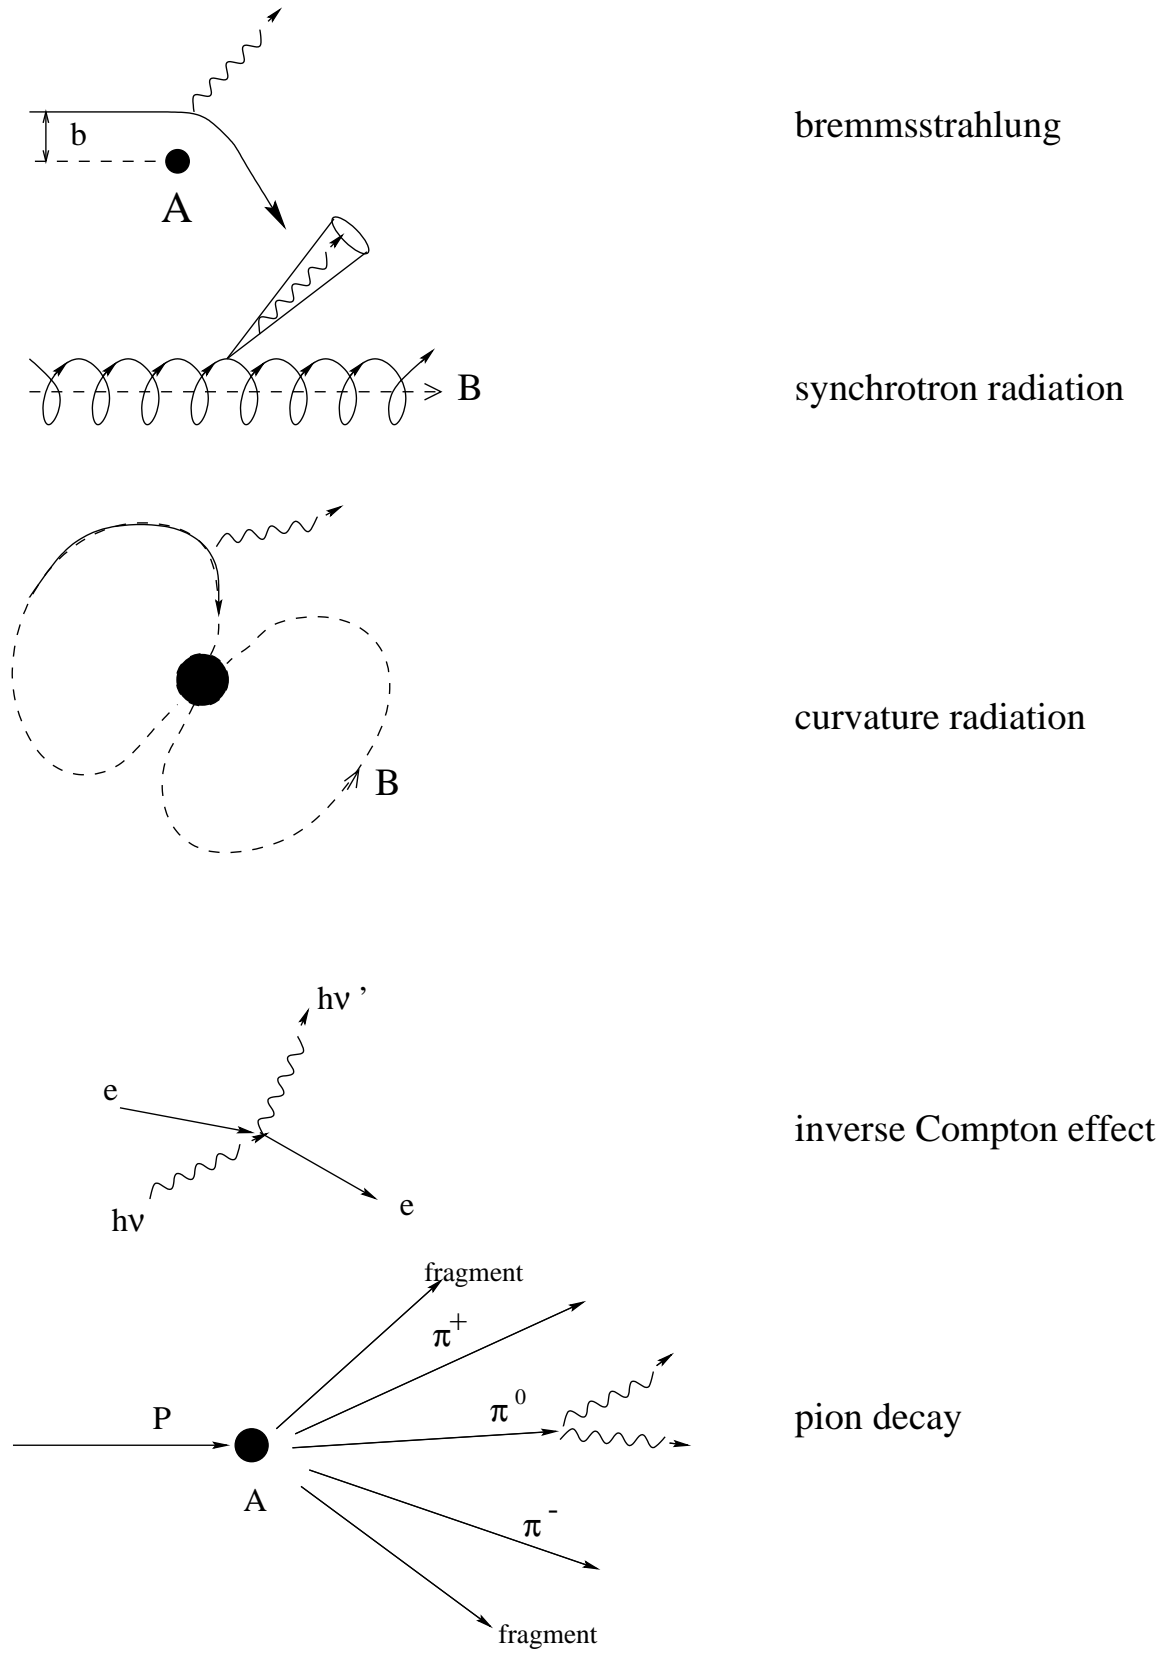 b
bremmsstrahlung
A
B
synchrotron radiation
curvature radiation
B
hν ’
e
inverse Compton effect
e
hν
fragment
π+
π0
P
pion decay
A
π-
fragment